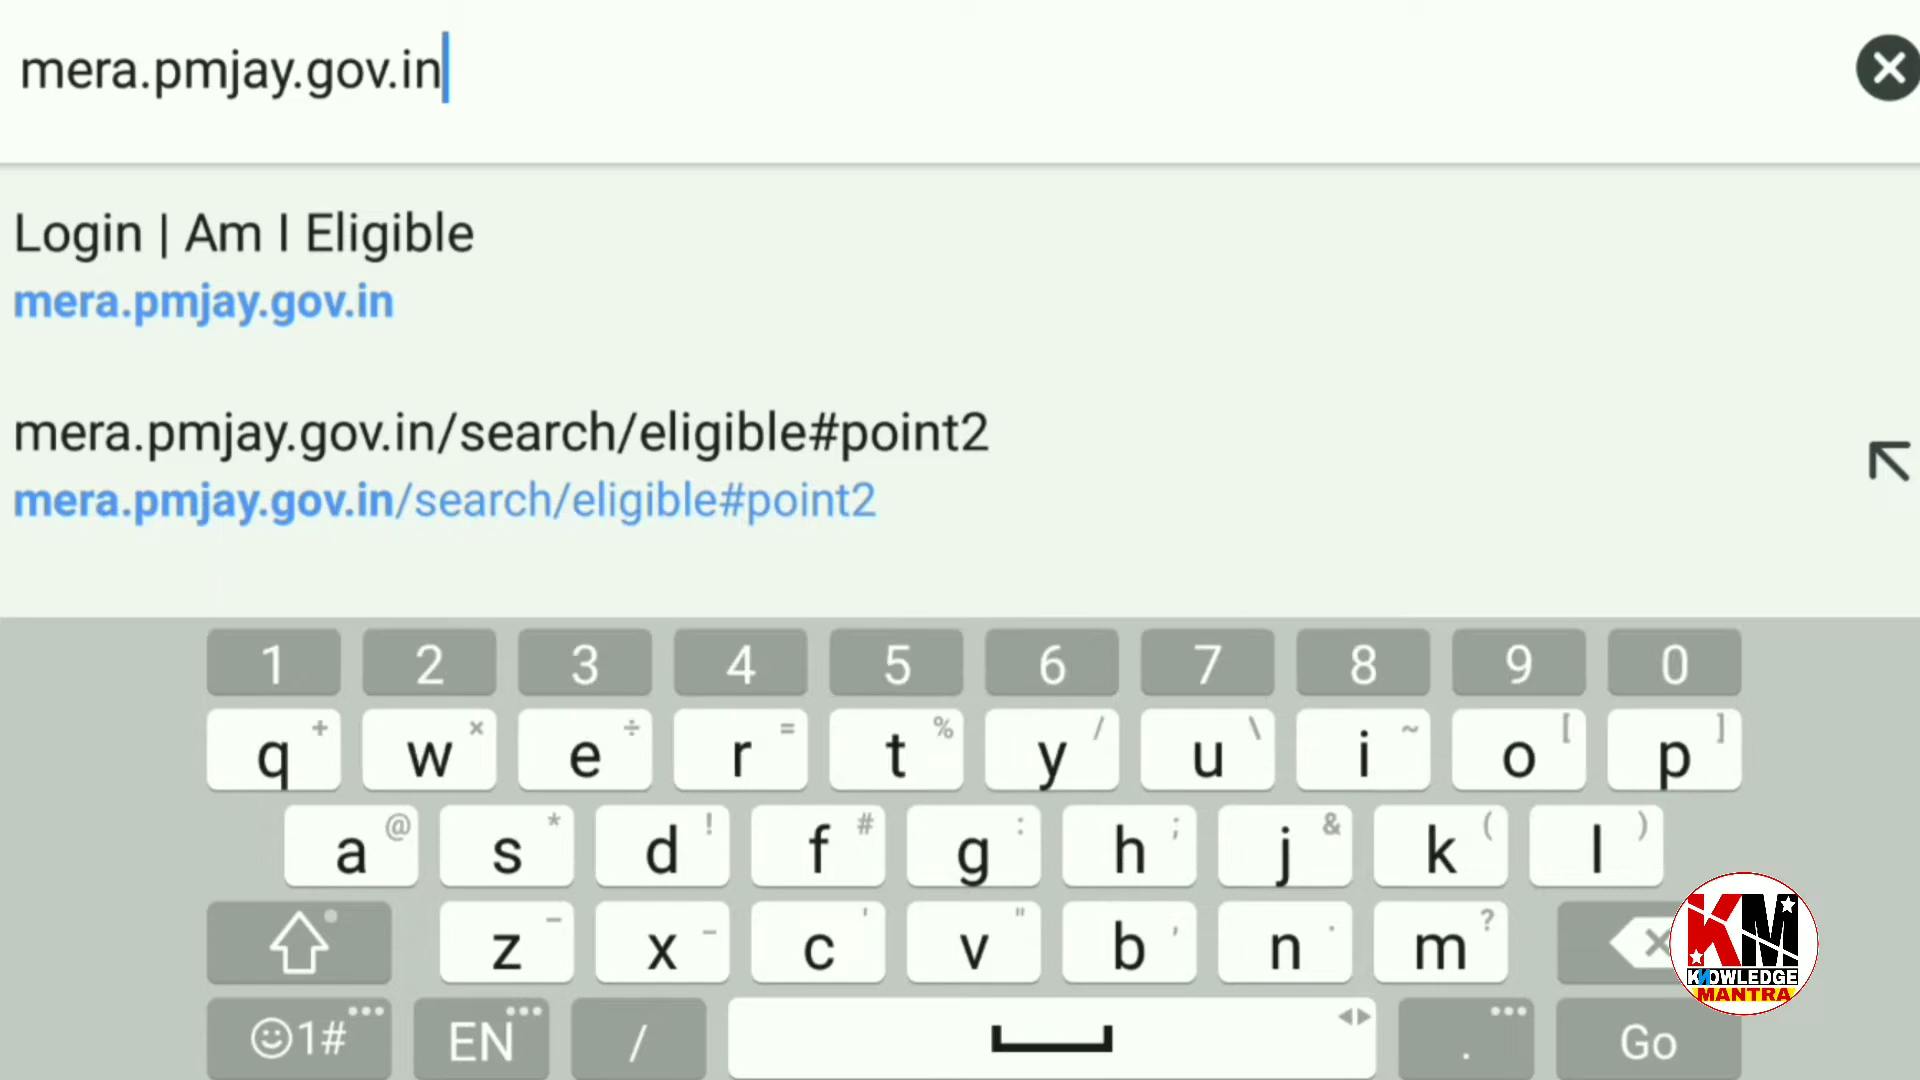 mera.pmjay.gov.in
Login | Am I Eligible
mera.pmjay.gov.in
mera.pmjay.gov.in/search/eligible#point2
mera.pmjay.gov.in/search/eligible#point2
1 2 3 4 5 6 7 8 9 0
q + w × e ÷ r = t % y / u \ i ~ o [ p ]
a @ s * d ! f # g : h ; j & k ( l )
z – x _ c ' v " b , n . m ?
1# EN / . Go
KM
KNOWLEDGE
MANTRA